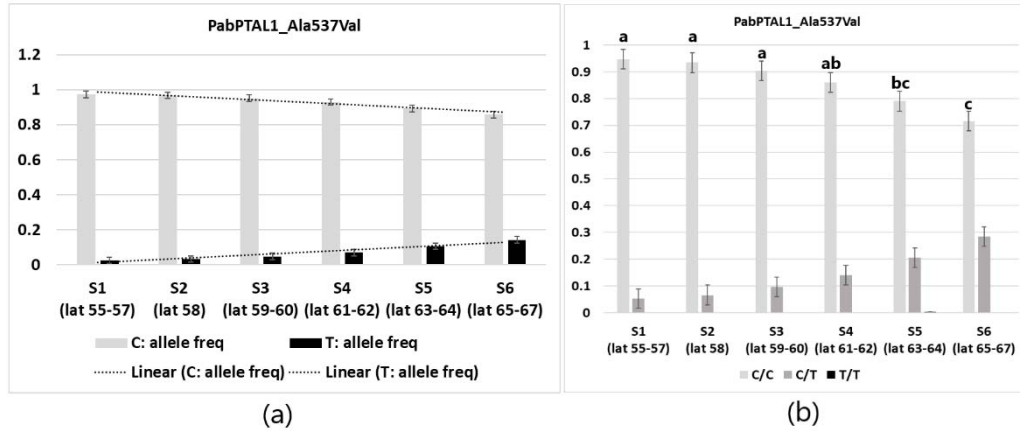 PabPTAL1_Ala537Val
1.2
1
0.8
0.6
0.4
0.2
0
S1 S2 S3 S4 S5 S6
(lat 55-57) (lat 58) (lat 59-60) (lat 61-62) (lat 63-64) (lat 65-67)
C: allele freq T: allele freq
Linear (C: allele freq) Linear (T: allele freq)
(a)
PabPTAL1_Ala537Val
a a a ab bc c
1
0.9
0.8
0.7
0.6
0.5
0.4
0.3
0.2
0.1
0
S1 S2 S3 S4 S5 S6
(lat 55-57) (lat 58) (lat 59-60) (lat 61-62) (lat 63-64) (lat 65-67)
C/C C/T T/T
(b)